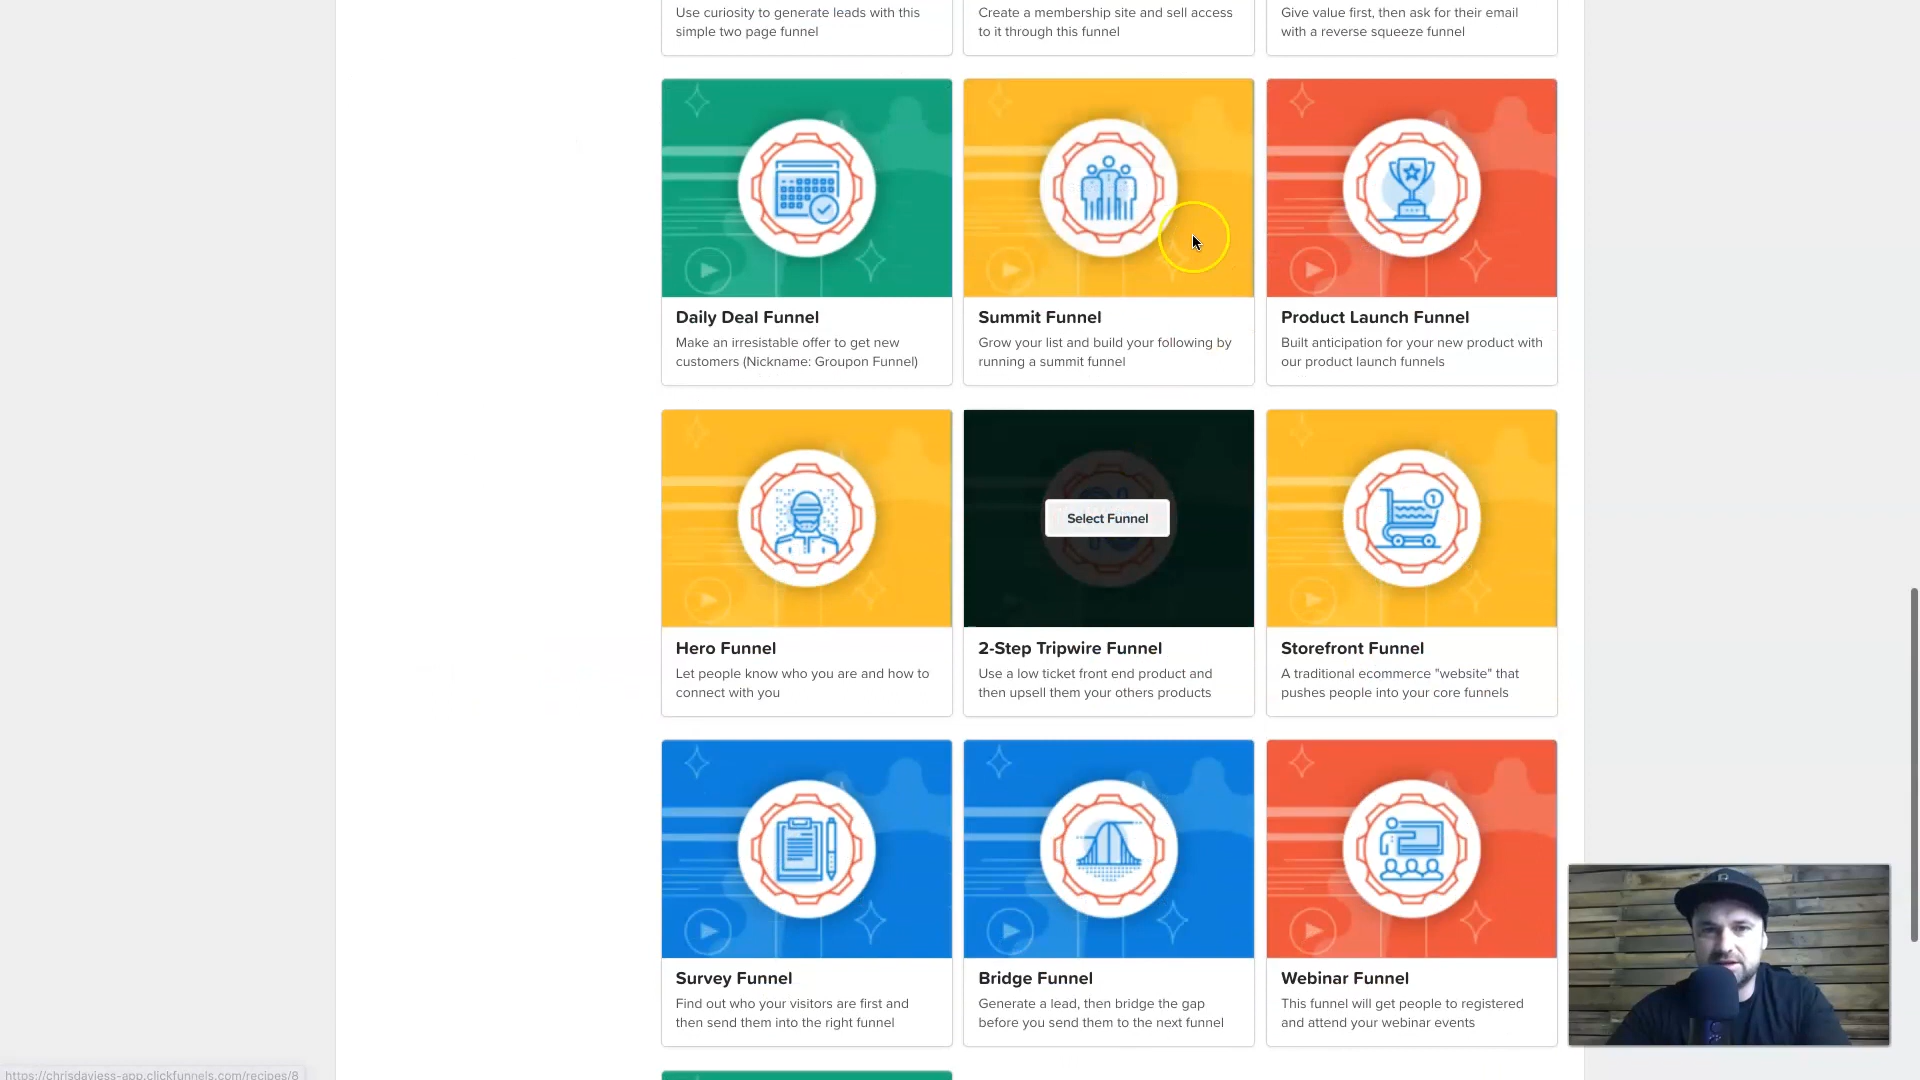 Use curiosity to generate leads with this
simple two page funnel
Create a membership site and sell access
to it through this funnel
Give value first, then ask for their email
with a reverse squeeze funnel
Daily Deal Funnel
Make an irresistable offer to get new
customers (Nickname: Groupon Funnel)
Summit Funnel
Grow your list and build your following by
running a summit funnel
Product Launch Funnel
Built anticipation for your new product with
our product launch funnels
1
Select Funnel
Hero Funnel
Let people know who you are and how to
connect with you
2-Step Tripwire Funnel
Use a low ticket front end product and
then upsell them your others products
Storefront Funnel
A traditional ecommerce "website" that
pushes people into your core funnels
Survey Funnel
Find out who your visitors are first and
then send them into the right funnel
Bridge Funnel
Generate a lead, then bridge the gap
before you send them to the next funnel
Webinar Funnel
This funnel will get people to registered
and attend your webinar events
https://chrisdaviess-app.clickfunnels.com/recipes/8